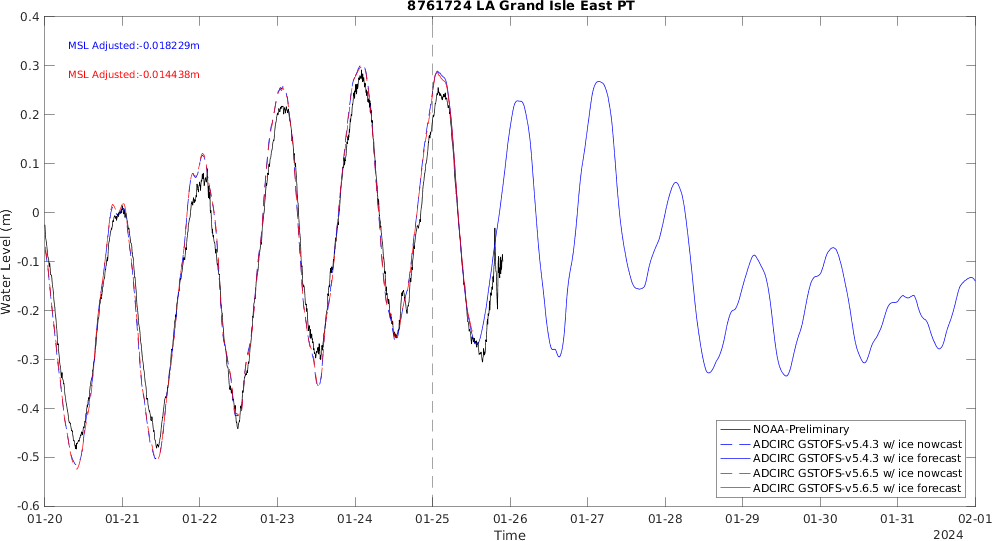 8761724 LA Grand Isle East PT
MSL Adjusted:-0.018229m
MSL Adjusted:-0.014438m
Water Level (m)
0.4
0.3
0.2
0.1
0
-0.1
-0.2
-0.3
-0.4
-0.5
-0.6
NOAA-Preliminary
ADCIRC GSTOFS-v5.4.3 w/ ice nowcast
ADCIRC GSTOFS-v5.4.3 w/ ice forecast
ADCIRC GSTOFS-v5.6.5 w/ ice nowcast
ADCIRC GSTOFS-v5.6.5 w/ ice forecast
01-20 01-21 01-22 01-23 01-24 01-25 01-26 01-27 01-28 01-29 01-30 01-31 02-01
Time
2024